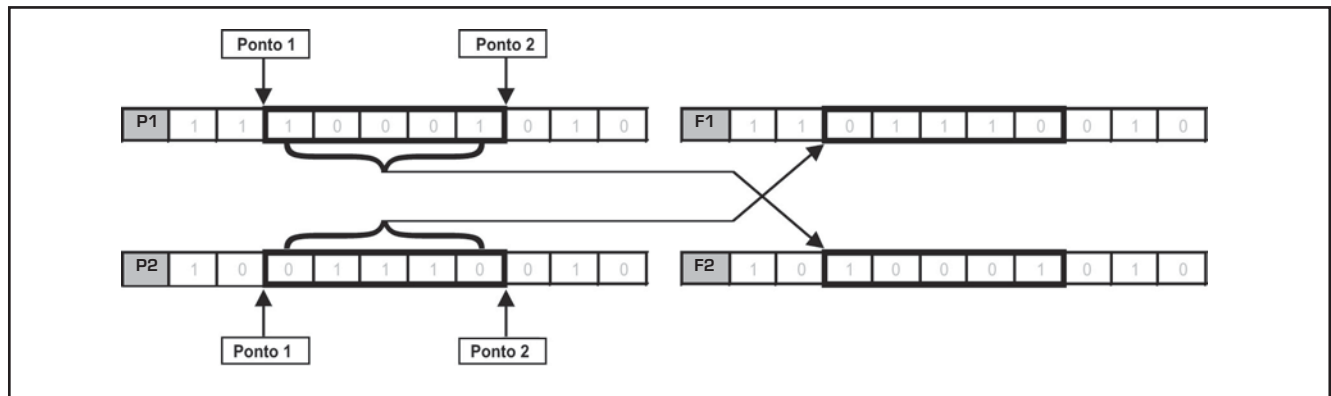 Ponto 1 Ponto 2
P1 1 1 1 0 0 0 1 0 1 0 F1 1 1 0 1 1 1 0 0 1 0
P2 1 0 0 1 1 1 0 0 1 0 F2 1 0 1 0 0 0 1 0 1 0
Ponto 1 Ponto 2